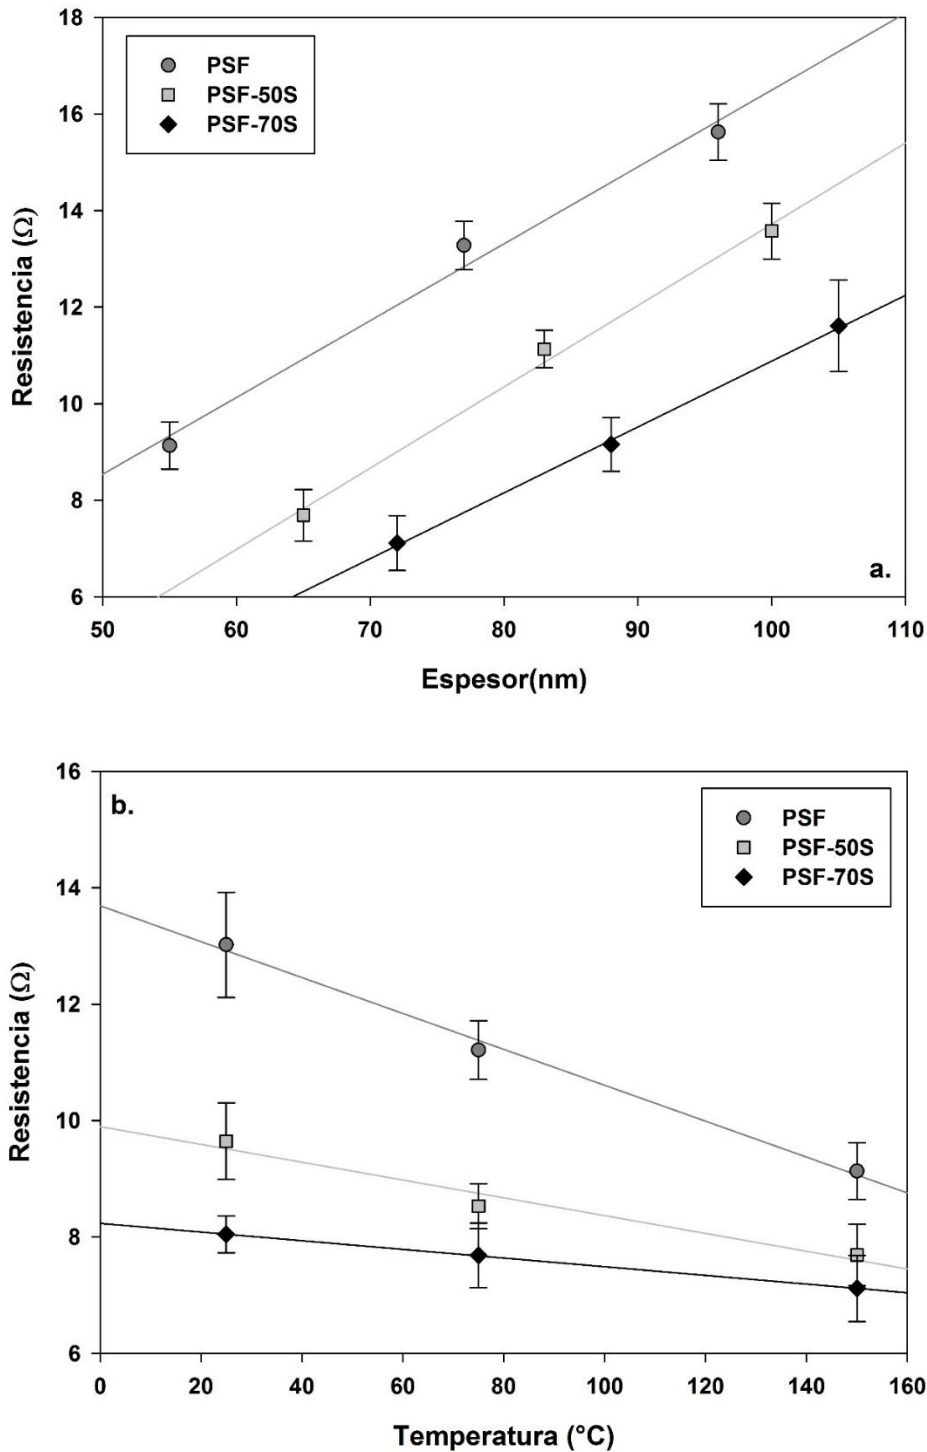 18
16
14
12
10
8
6
Resistencia (Ω)
PSF
PSF-50S
PSF-70S
a.
50 60 70 80 90 100 110
Espesor(nm)
16
14
12
10
8
6
Resistencia (Ω)
b.
PSF
PSF-50S
PSF-70S
0 20 40 60 80 100 120 140 160
Temperatura (°C)